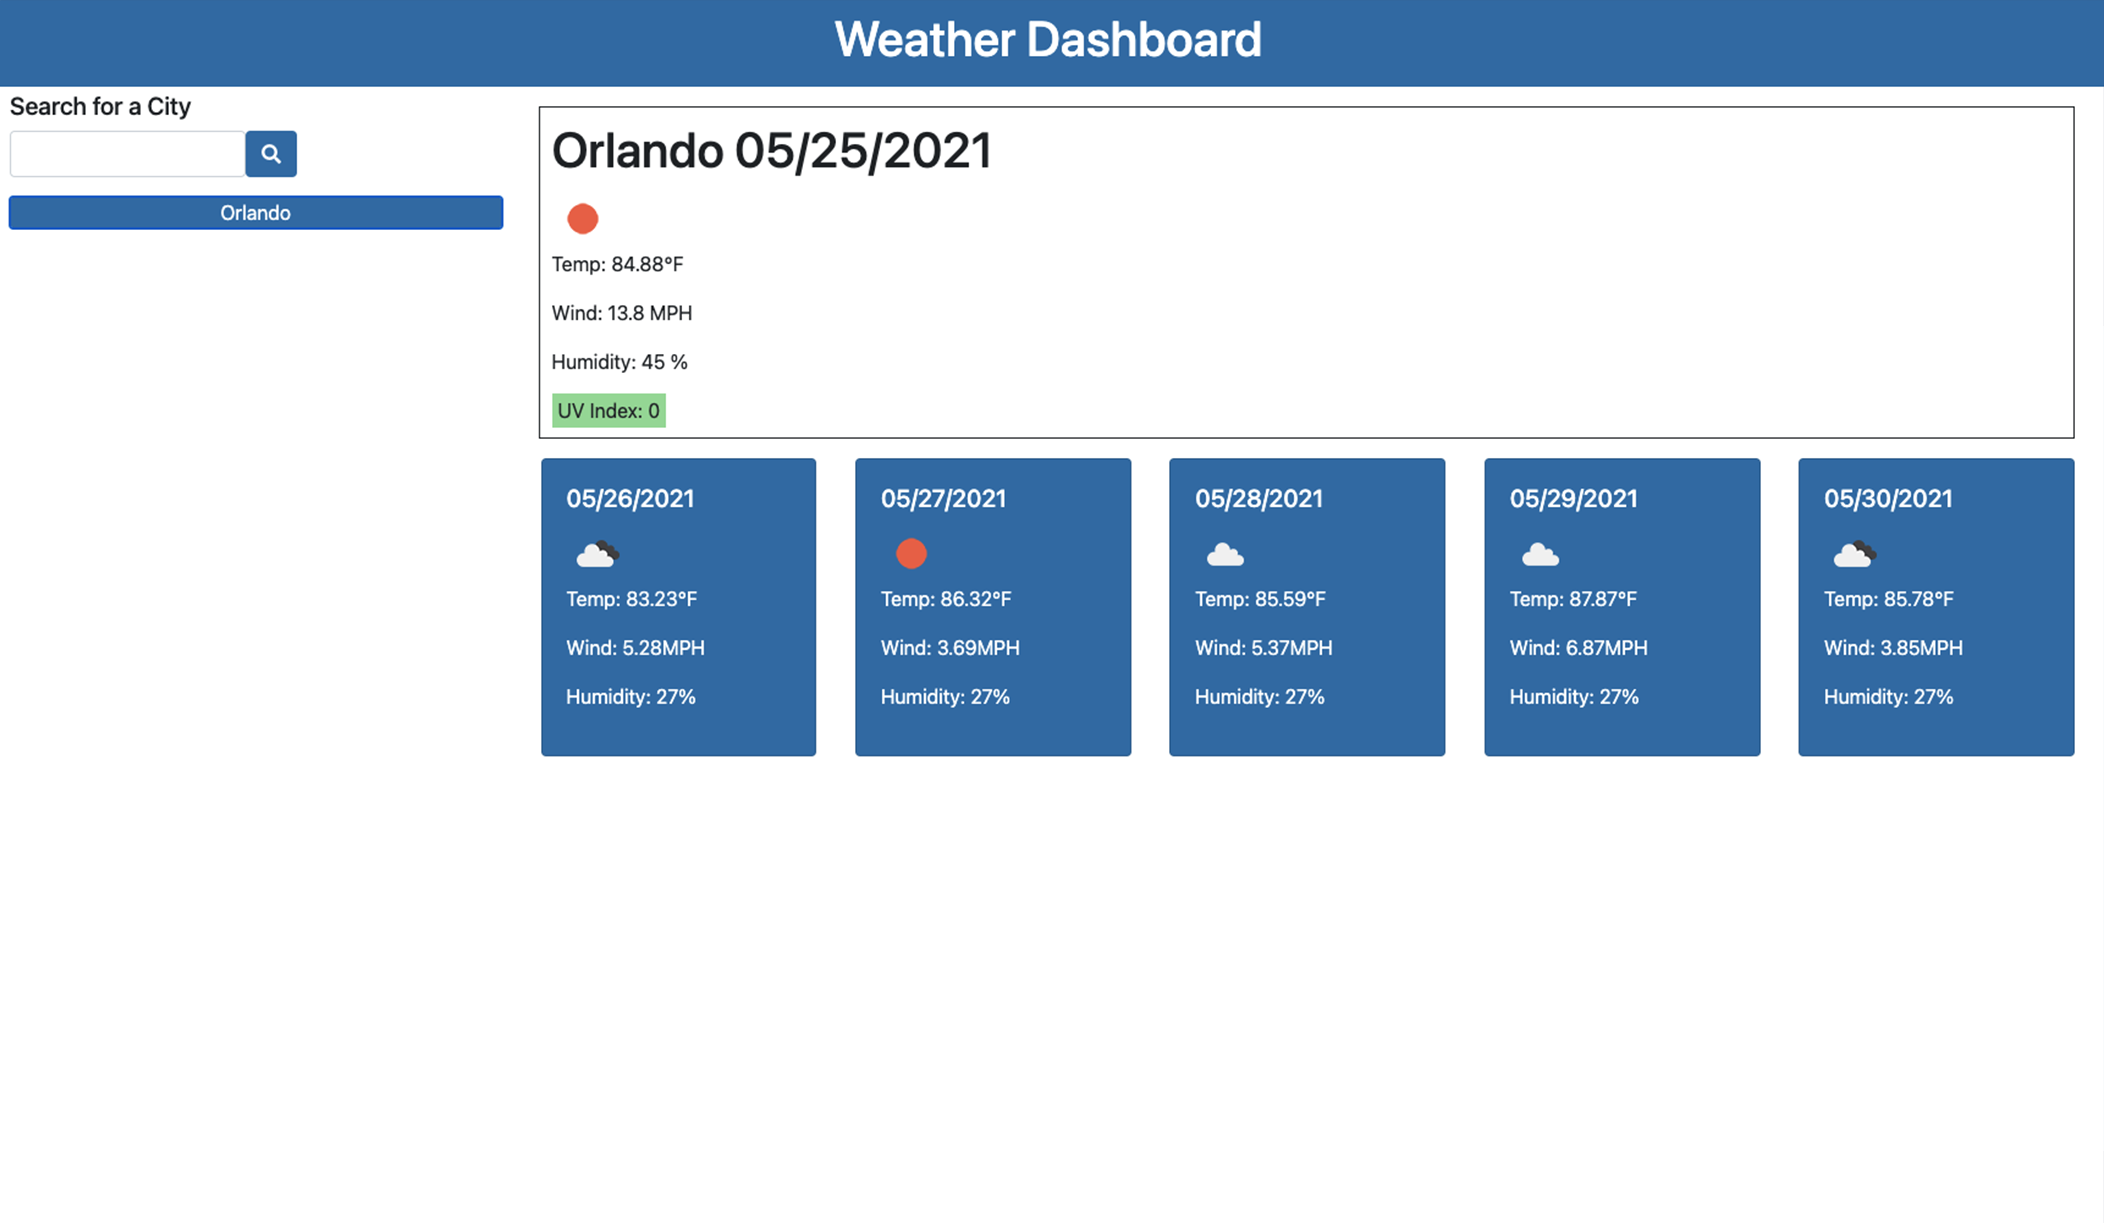 Weather Dashboard
Search for a City
Orlando
Orlando 05/25/2021
Temp: 84.88°F
Wind: 13.8 MPH
Humidity: 45 %
UV Index: 0
05/26/2021
Temp: 83.23°F
Wind: 5.28MPH
Humidity: 27%
05/27/2021
Temp: 86.32°F
Wind: 3.69MPH
Humidity: 27%
05/28/2021
Temp: 85.59°F
Wind: 5.37MPH
Humidity: 27%
05/29/2021
Temp: 87.87°F
Wind: 6.87MPH
Humidity: 27%
05/30/2021
Temp: 85.78°F
Wind: 3.85MPH
Humidity: 27%